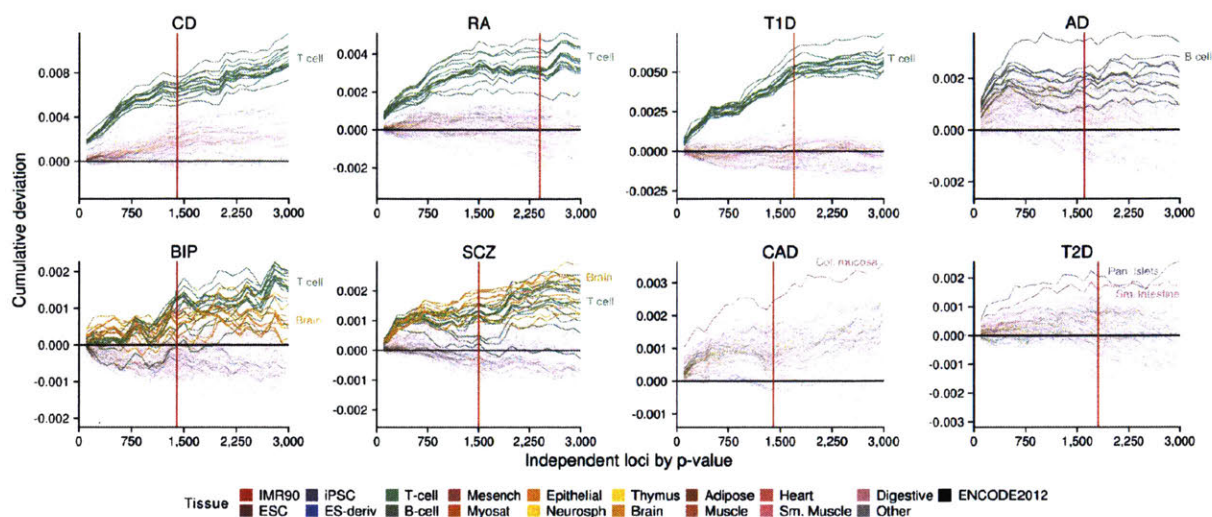 CD RA T1D AD
0.008 0.004 0.000
T cell
0.004 0.002 0.000 -0.002
T cell
0.0050 0.0025 0.0000 -0.0025
T cell
0.002 0.000 -0.002
B cell
0 750 1,500 2,250 3,000 0 750 1,500 2,250 3,000 0 750 1,500 2,250 3,000 0 750 1,500 2,250 3,000
Cumulative deviation
BIP SCZ CAD T2D
0.002 0.001 0.000 -0.001 -0.002
T cell
Brain
0.002 0.001 0.000 -0.001 -0.002
Brain
T cell
0.003 0.002 0.001 0.000 -0.001
Col. mucosa
0.002 0.001 0.000 -0.001 -0.002 -0.003
Pan. Islets
Sm. Intestine
0 750 1,500 2,250 3,000 0 750 1,500 2,250 3,000 0 750 1,500 2,250 3,000 0 750 1,500 2,250 3,000
Independent loci by p-value
Tissue
IMR90 iPSC T-cell Mesench Epithelial Thymus Adipose Heart Digestive ENCODE2012
ESC ES-deriv B-cell Myosat Neurosph Brain Muscle Sm. Muscle Other